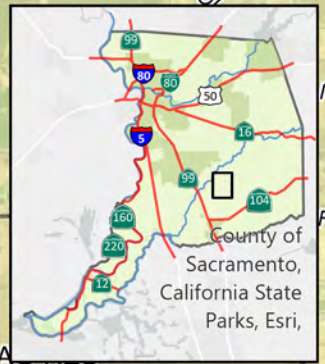 99
80
80
50
5
16
99
104
160
220
12
County of
Sacramento,
California State
Parks, Esri,